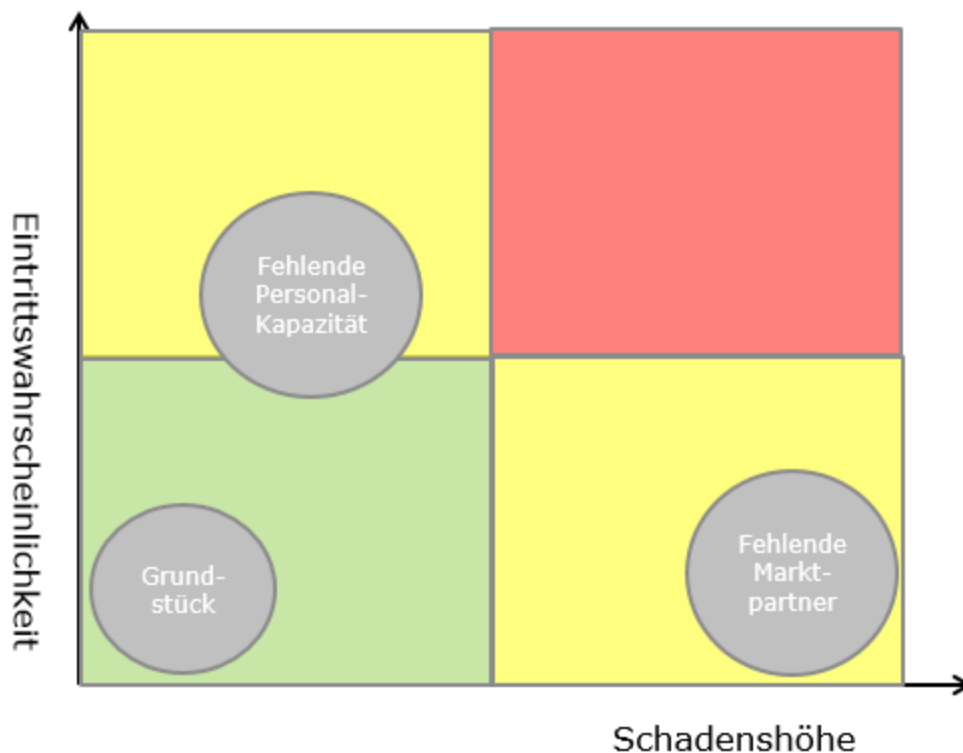 Eintrittswahrscheinlichkeit
Fehlende
Personal-
Kapazität
Grund-
stück
Fehlende
Markt-
partner
Schadenshöhe